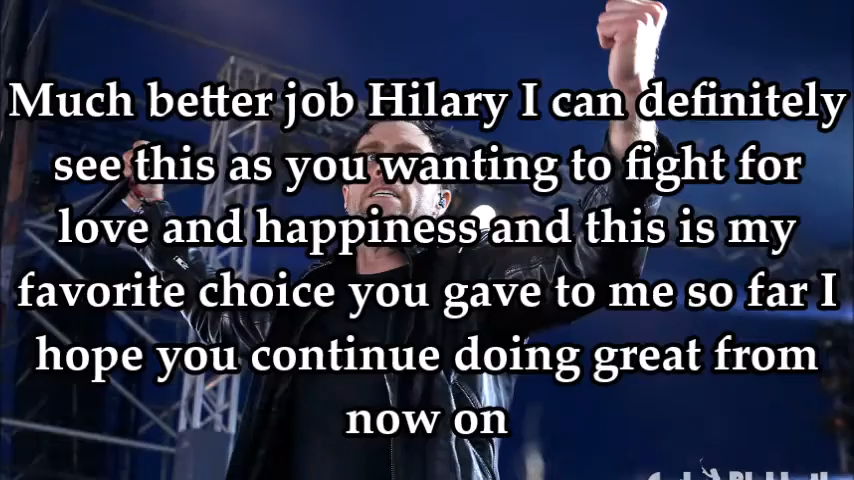 Much better job Hilary I can definitely
see this as you wanting to fight for
love and happiness and this is my
favorite choice you gave to me so far I
hope you continue doing great from
now on